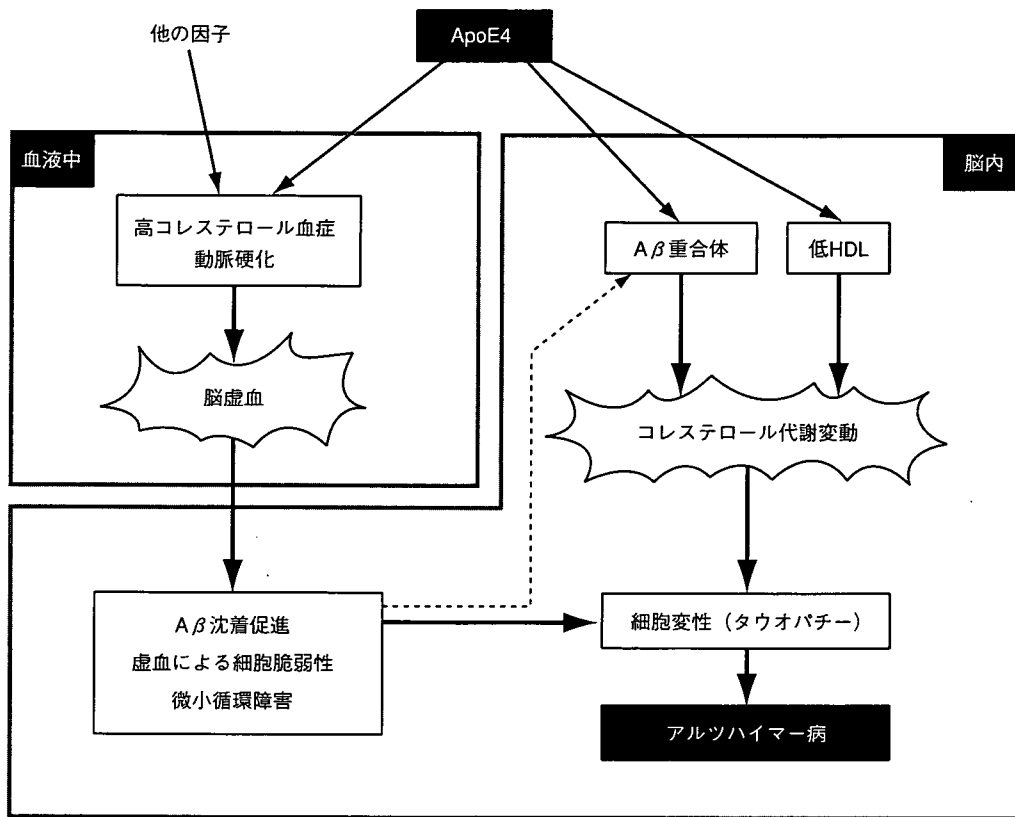 他の因子
ApoE4
血液中
脳内
高コレステロール血症
動脈硬化
Aβ重合体
低HDL
脳虚血
コレステロール代謝変動
Aβ沈着促進
虚血による細胞脆弱性
微小循環障害
細胞変性（タウオパチー）
アルツハイマー病